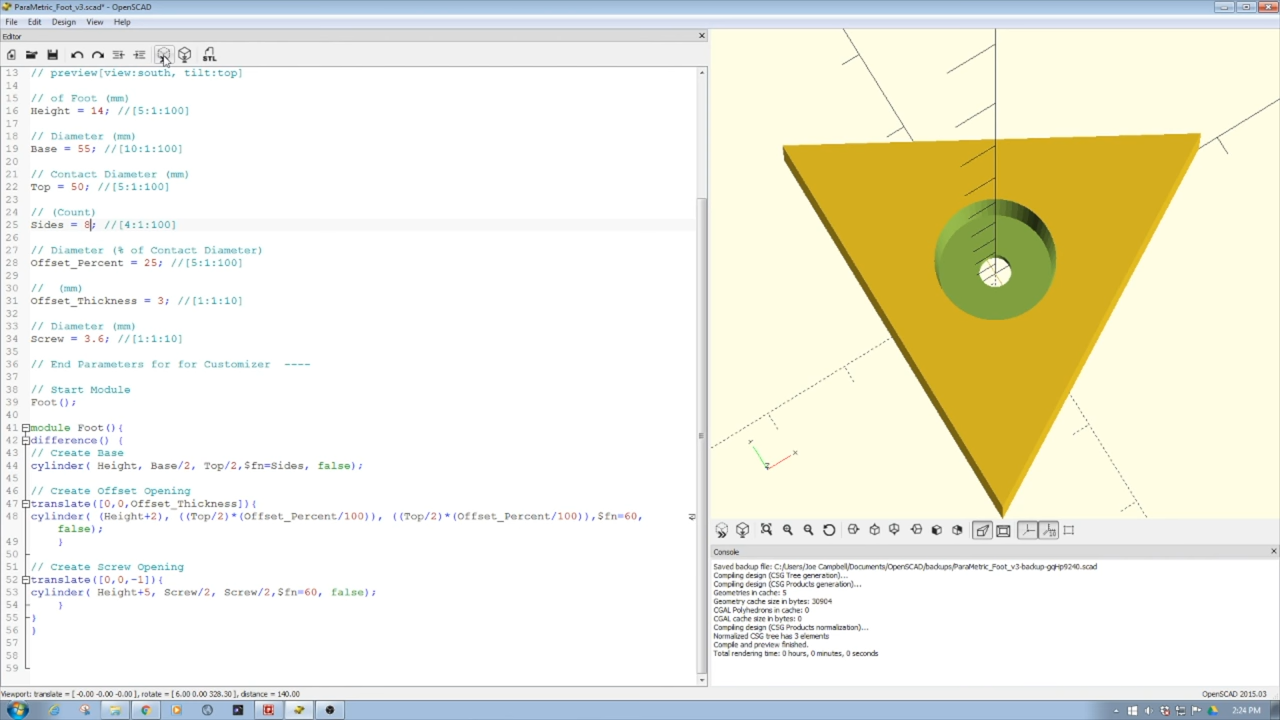 ParaMetric_Foot_v3.scad* - OpenSCAD
File Edit Design View Help
Editor
STL
13 // preview[view:south, tilt:top]
14
15 // of Foot (mm)
16 Height = 14; //[5:1:100]
17
18 // Diameter (mm)
19 Base = 55; //[10:1:100]
20
21 // Contact Diameter (mm)
22 Top = 50; //[5:1:100]
23
24 // (Count)
25 Sides = 8; //[4:1:100]
26
27 // Diameter (% of Contact Diameter)
28 Offset_Percent = 25; //[5:1:100]
29
30 //  (mm)
31 Offset_Thickness = 3; //[1:1:10]
32
33 // Diameter (mm)
34 Screw = 3.6; //[1:1:10]
35
36 // End Parameters for for Customizer  ----
37
38 // Start Module
39 Foot();
40
41 module Foot(){
42 difference() {
43 // Create Base
44 cylinder( Height, Base/2, Top/2,$fn=Sides, false);
45
46 // Create Offset Opening
47 translate([0,0,Offset_Thickness]){
48 cylinder( (Height+2), ((Top/2)*(Offset_Percent/100)), ((Top/2)*(Offset_Percent/100)),$fn=60,
false);
49 }
50
51 // Create Screw Opening
52 translate([0,0,-1]){
53 cylinder( Height+5, Screw/2, Screw/2,$fn=60, false);
54 }
55 }
56 }
57
58
59
Y
Z
X
Console
Saved backup file: C:/Users/Joe Campbell/Documents/OpenSCAD/backups/ParaMetric_Foot_v3-backup-gqHp9240.scad
Compiling design (CSG Tree generation)...
Compiling design (CSG Products generation)...
Geometries in cache: 5
Geometry cache size in bytes: 30904
CGAL Polyhedrons in cache: 0
CGAL cache size in bytes: 0
Compiling design (CSG Products normalization)...
Normalized CSG tree has 3 elements
Compile and preview finished.
Total rendering time: 0 hours, 0 minutes, 0 seconds
Viewport: translate = [ -0.00 -0.00 -0.00 ], rotate = [ 6.00 0.00 328.30 ], distance = 140.00
OpenSCAD 2015.03
2:24 PM